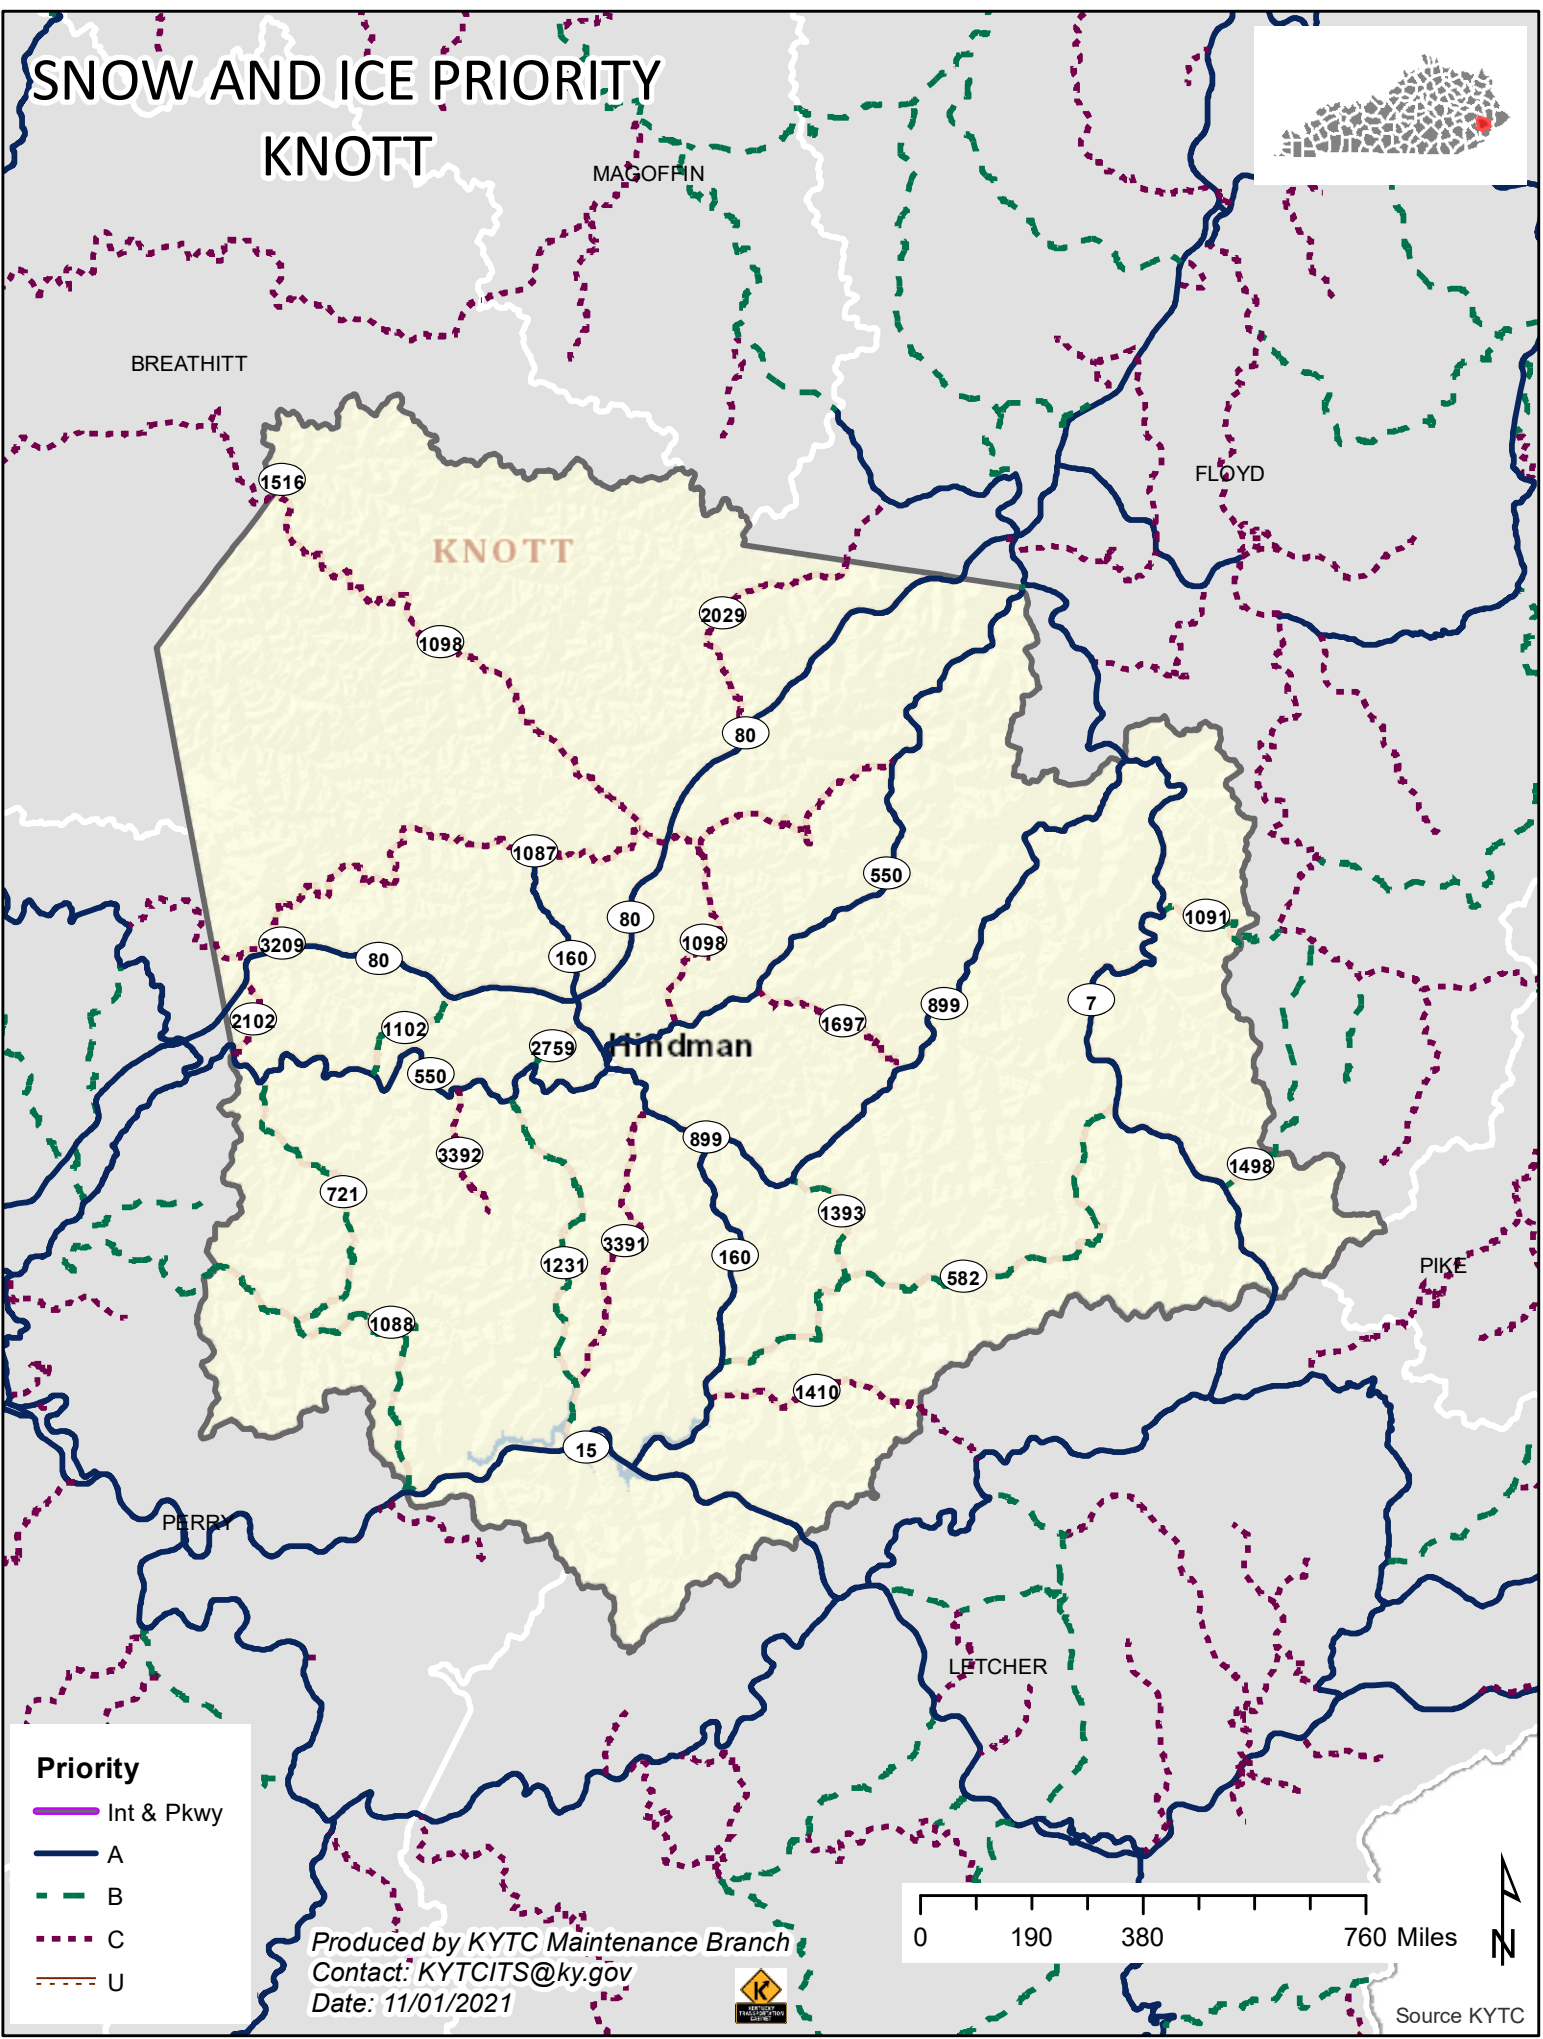 SNOW AND ICE PRIORITY
KNOTT
MAGOFFIN
BREATHITT
FLOYD
1516
KNOTT
2029
1098
80
1087
550
80
1091
3209
80
160
1098
7
899
2102
1102
1697
2759
Hindman
550
899
3392
1498
721
1393
3391
160
1231
582
PIKE
1088
1410
15
PERRY
LETCHER
Priority
Int & Pkwy
A
B
C
U
Produced by KYTC Maintenance Branch
Contact: KYTCITS@ky.gov
Date: 11/01/2021
KENTUCKY
TRANSPORTATION
CABINET
0 190 380 760 Miles
N
Source KYTC